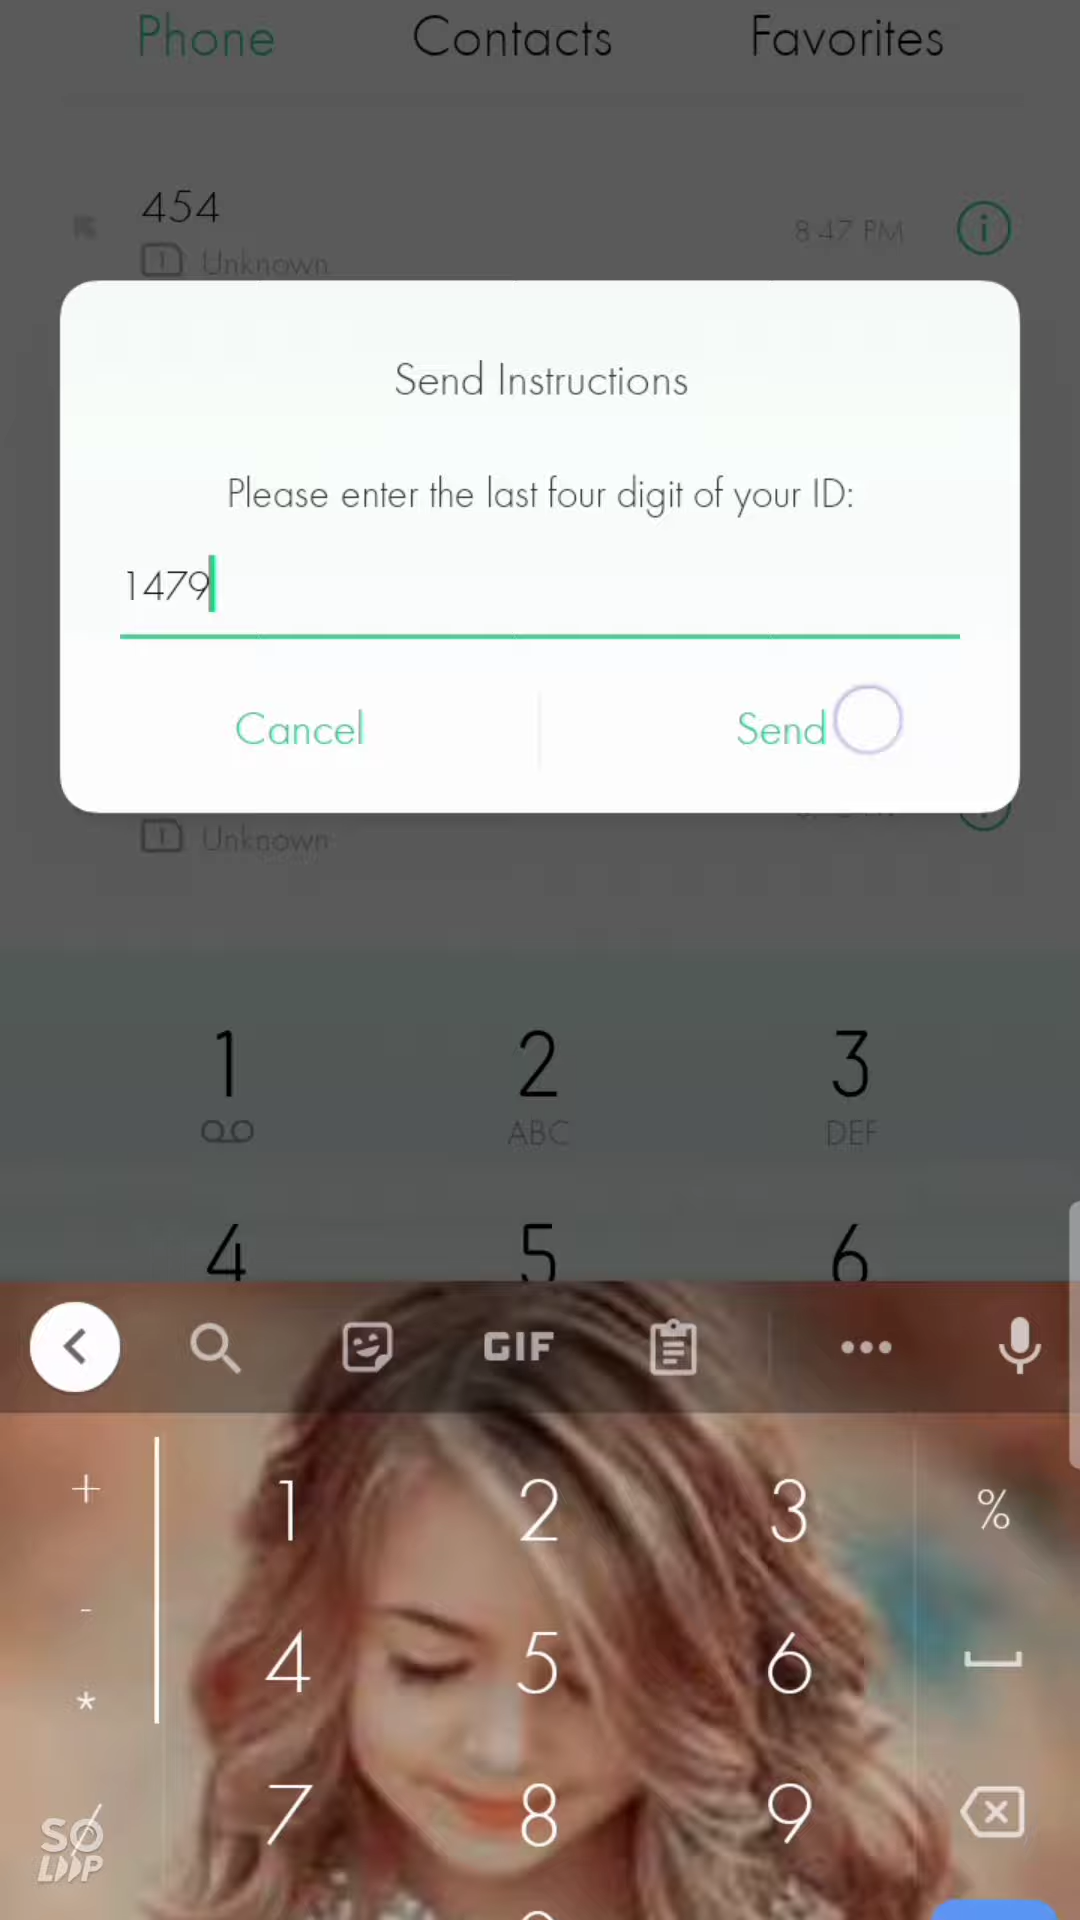 Phone Contacts Favorites
454
8:47 PM
Unknown
Send Instructions
Please enter the last four digit of your ID:
1479
Cancel Send
Unknown
1 2 3
ABC DEF
4 5 6
GIF
+ 1 2 3 %
- 4 5 6
*
/ 7 8 9
SO
LOOP